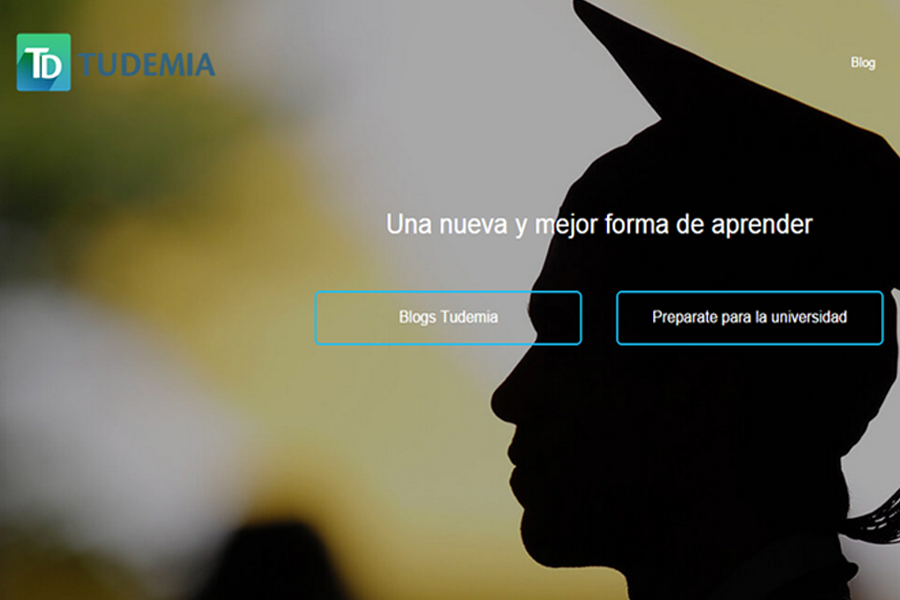 TD TUDEMIA
Blog
Una nueva y mejor forma de aprender
Blogs Tudemia
Preparate para la universidad